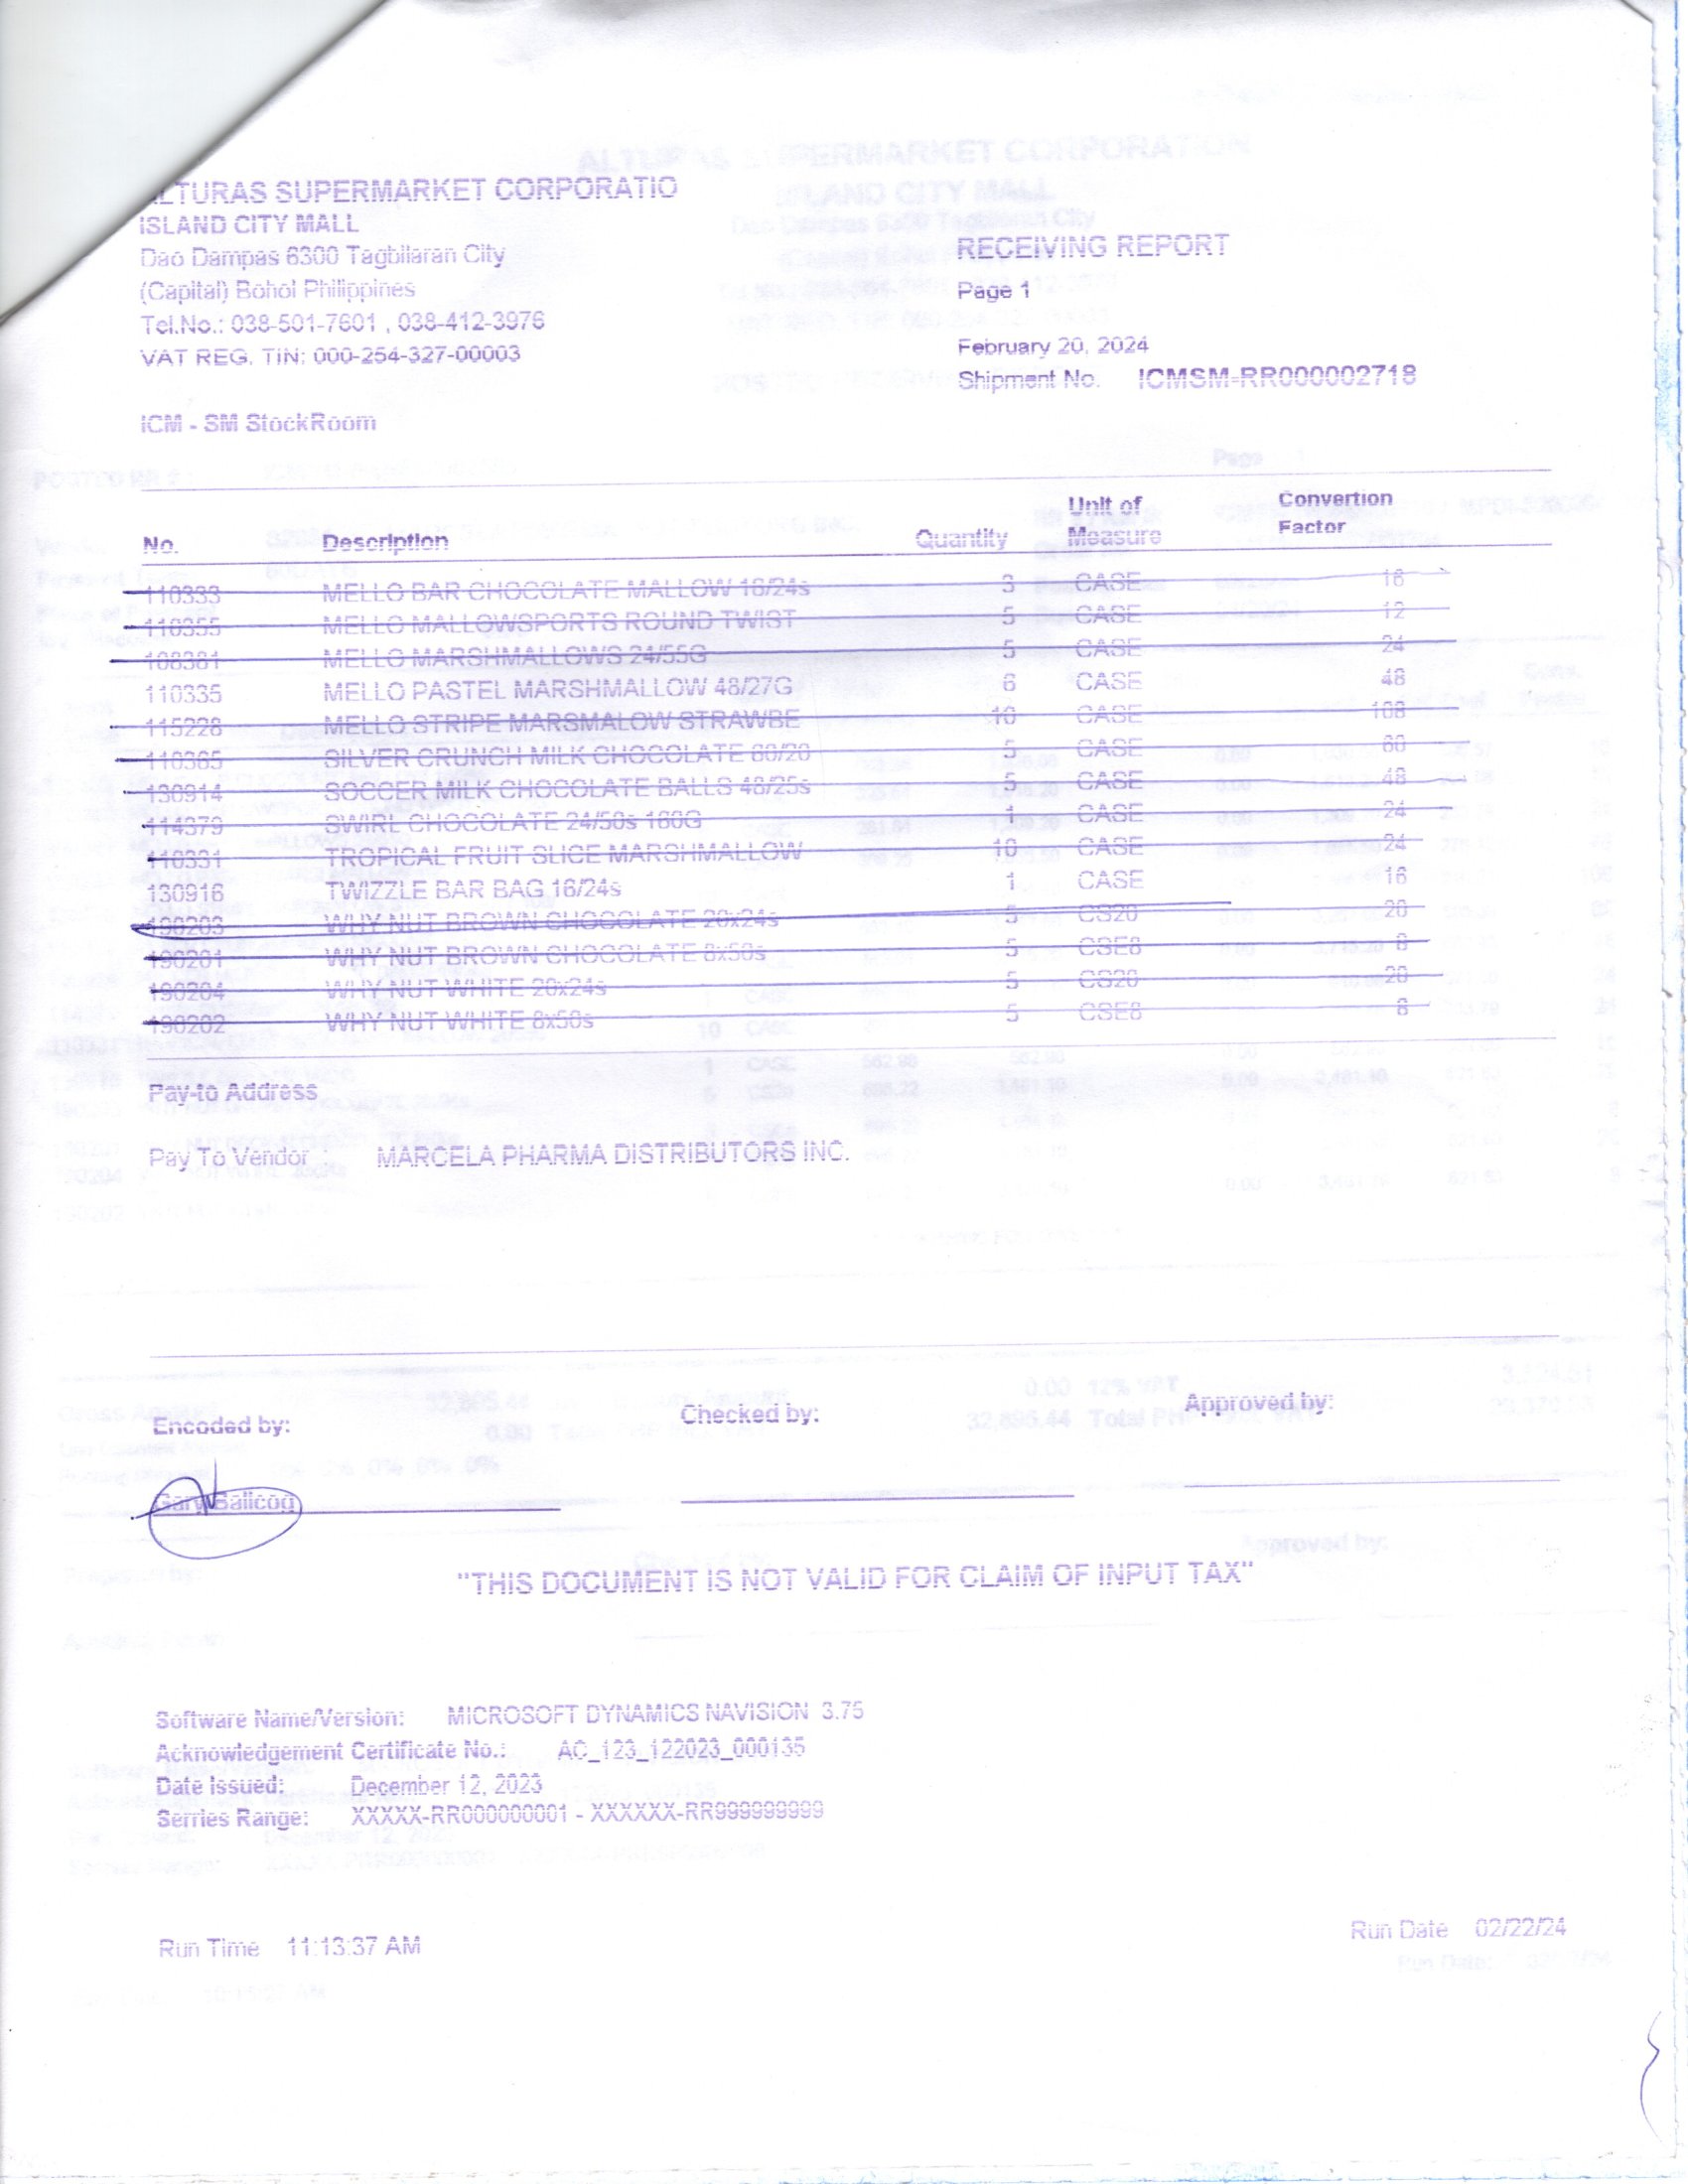 ALTURAS SUPERMARKET CORPORATIO
ISLAND CITY MALL
Dao Dampas 6300 Tagbilaran City
(Capital) Bohol Philippines
Tel.No.: 038-501-7601 , 038-412-3976
VAT REG. TIN: 000-254-327-00003
RECEIVING REPORT
Page 1
February 20, 2024
Shipment No. ICMSM-RR000002718
ICM - SM StockRoom
No. Description Quantity Unit of Measure Convertion Factor
110333 MELLO BAR CHOCOLATE MALLOW 16/24s 3 CASE 16
110355 MELLO MALLOWSPORTS ROUND TWIST 5 CASE 12
108381 MELLO MARSHMALLOWS 24/55G 5 CASE 24
110335 MELLO PASTEL MARSHMALLOW 48/27G 6 CASE 48
115228 MELLO STRIPE MARSMALOW STRAWBE 10 CASE 108
110365 SILVER CRUNCH MILK CHOCOLATE 60/20 5 CASE 60
130914 SOCCER MILK CHOCOLATE BALLS 48/25s 5 CASE 48
114379 SWIRL CHOCOLATE 24/50s 180G 1 CASE 24
110331 TROPICAL FRUIT SLICE MARSHMALLOW 10 CASE 24
130916 TWIZZLE BAR BAG 16/24s 1 CASE 16
190203 WHY NUT BROWN CHOCOLATE 20x24s 5 CS20 20
190201 WHY NUT BROWN CHOCOLATE 8x50s 5 CSE8 8
190204 WHY NUT WHITE 20x24s 5 CS20 20
190202 WHY NUT WHITE 8x50s 5 CSE8 8
Pay-to Address
Pay To Vendor MARCELA PHARMA DISTRIBUTORS INC.
Encoded by: Checked by: Approved by:
Gary Balicog
"THIS DOCUMENT IS NOT VALID FOR CLAIM OF INPUT TAX"
Software Name/Version: MICROSOFT DYNAMICS NAVISION 3.75
Acknowledgement Certificate No.: AC_123_122023_000135
Date Issued: December 12, 2023
Serries Range: XXXXX-RR000000001 - XXXXXX-RR999999999
Run Time 11:13:37 AM
Run Date 02/22/24